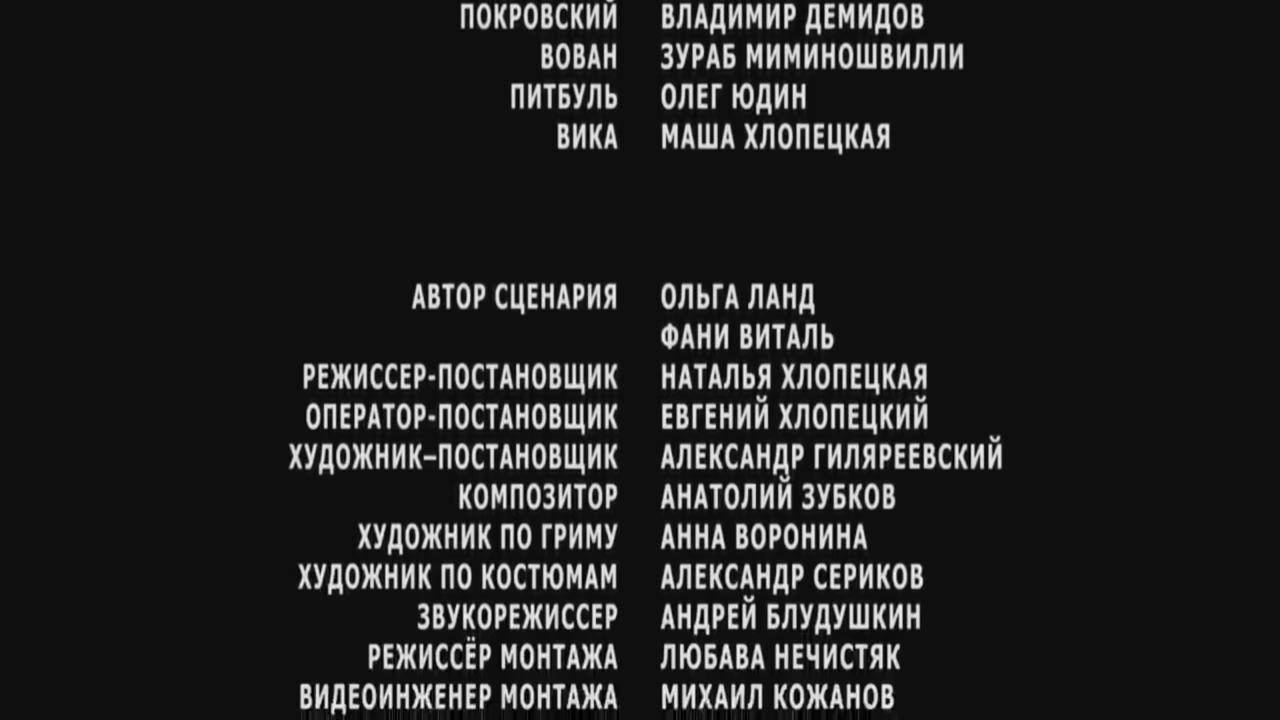 ПОКРОВСКИЙ ВЛАДИМИР ДЕМИДОВ
ВОВАН ЗУРАБ МИМИНОШВИЛЛИ
ПИТБУЛЬ ОЛЕГ ЮДИН
ВИКА МАША ХЛОПЕЦКАЯ
АВТОР СЦЕНАРИЯ ОЛЬГА ЛАНД
ФАНИ ВИТАЛЬ
РЕЖИССЕР-ПОСТАНОВЩИК НАТАЛЬЯ ХЛОПЕЦКАЯ
ОПЕРАТОР-ПОСТАНОВЩИК ЕВГЕНИЙ ХЛОПЕЦКИЙ
ХУДОЖНИК–ПОСТАНОВЩИК АЛЕКСАНДР ГИЛЯРЕЕВСКИЙ
КОМПОЗИТОР АНАТОЛИЙ ЗУБКОВ
ХУДОЖНИК ПО ГРИМУ АННА ВОРОНИНА
ХУДОЖНИК ПО КОСТЮМАМ АЛЕКСАНДР СЕРИКОВ
ЗВУКОРЕЖИССЕР АНДРЕЙ БЛУДУШКИН
РЕЖИССЁР МОНТАЖА ЛЮБАВА НЕЧИСТЯК
ВИДЕОИНЖЕНЕР МОНТАЖА МИХАИЛ КОЖАНОВ